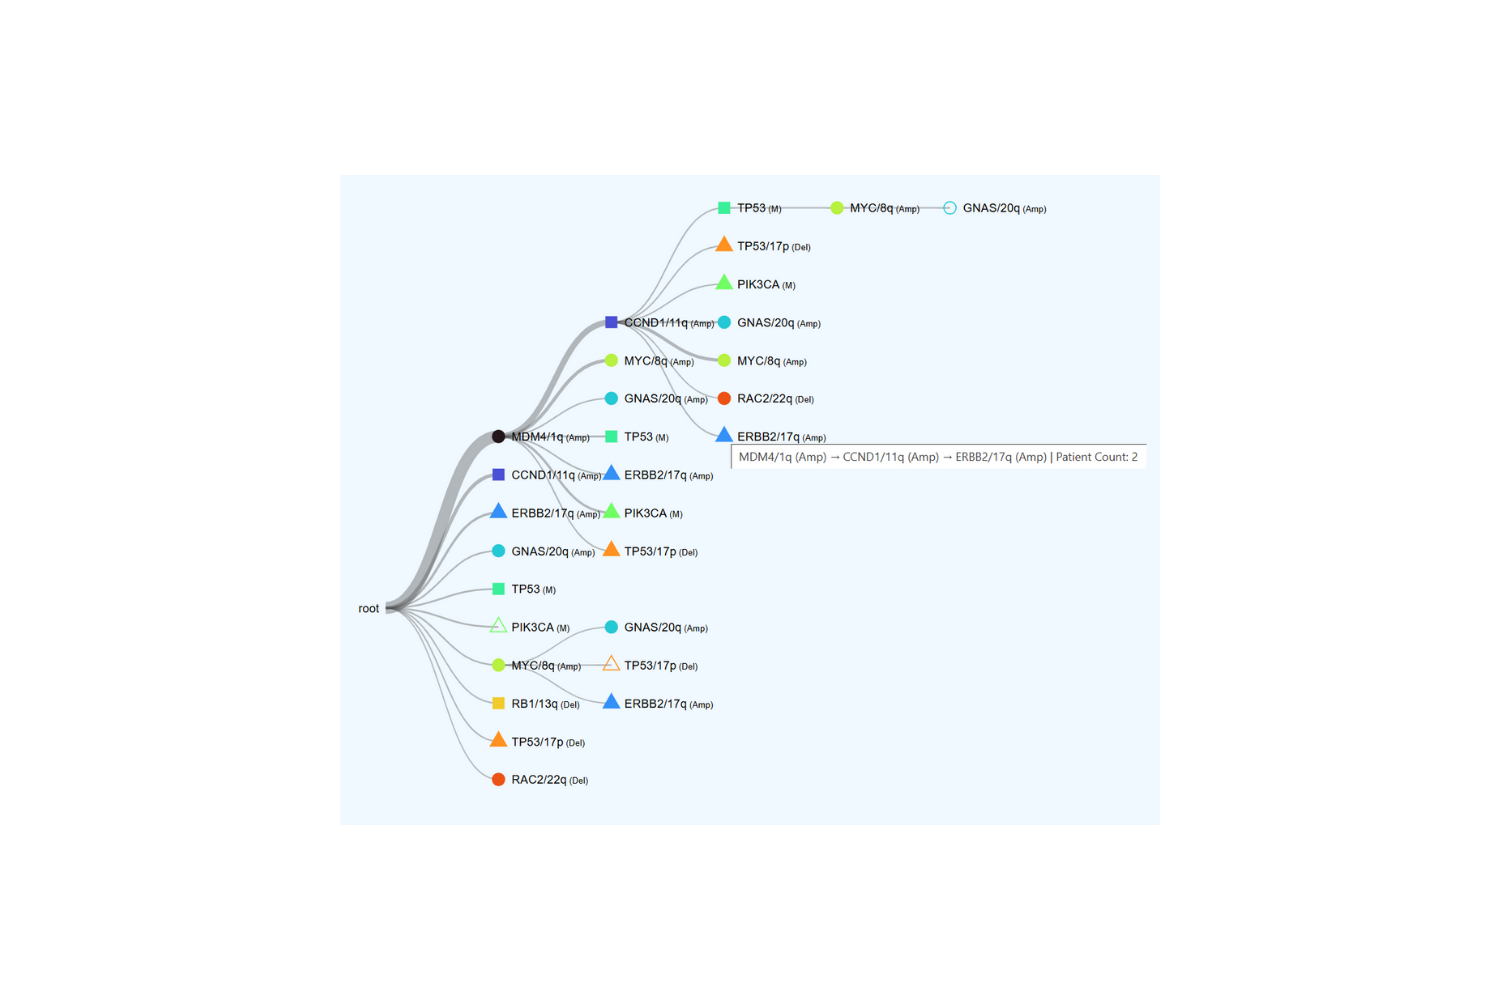 TP53 (M) MYC/8q (Amp) GNAS/20q (Amp)
TP53/17p (Del)
PIK3CA (M)
CCND1/11q (Amp) GNAS/20q (Amp)
MYC/8q (Amp) MYC/8q (Amp)
GNAS/20q (Amp) RAC2/22q (Del)
MDM4/1q (Amp) TP53 (M) ERBB2/17q (Amp)
MDM4/1q (Amp) → CCND1/11q (Amp) → ERBB2/17q (Amp) | Patient Count: 2
CCND1/11q (Amp) ERBB2/17q (Amp)
ERBB2/17q (Amp) PIK3CA (M)
GNAS/20q (Amp) TP53/17p (Del)
TP53 (M)
root
PIK3CA (M) GNAS/20q (Amp)
MYC/8q (Amp) TP53/17p (Del)
RB1/13q (Del) ERBB2/17q (Amp)
TP53/17p (Del)
RAC2/22q (Del)